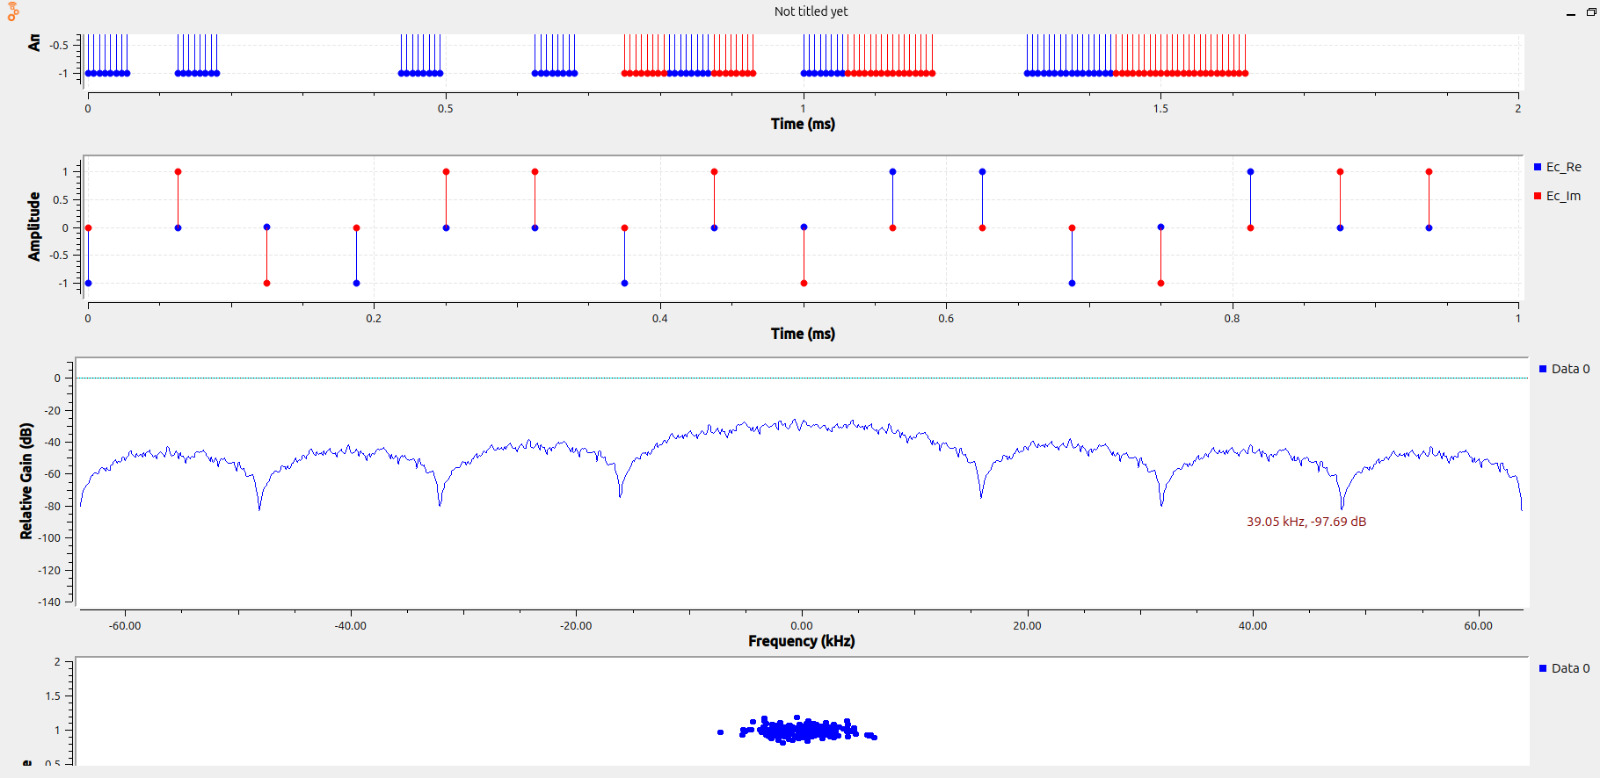 Not titled yet
-0.5
-1
0 0.5 1 1.5 2
Time (ms)
1
0.5
0
-0.5
-1
Amplitude
Ec_Re
Ec_Im
0 0.2 0.4 0.6 0.8 1
Time (ms)
0
-20
-40
-60
-80
-100
-120
-140
Relative Gain (dB)
Data 0
39.05 kHz, -97.69 dB
-60.00 -40.00 -20.00 0.00 20.00 40.00 60.00
Frequency (kHz)
2
1.5
1
0.5
Data 0